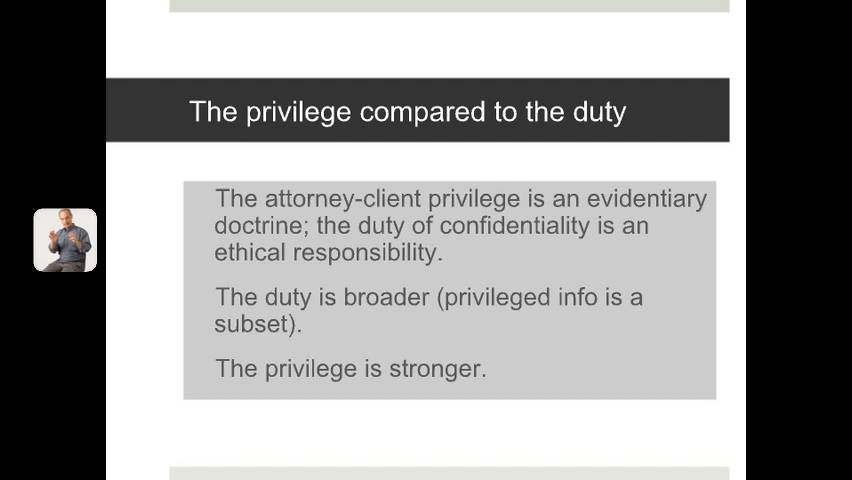 The privilege compared to the duty
The attorney-client privilege is an evidentiary
doctrine; the duty of confidentiality is an
ethical responsibility.
The duty is broader (privileged info is a
subset).
The privilege is stronger.